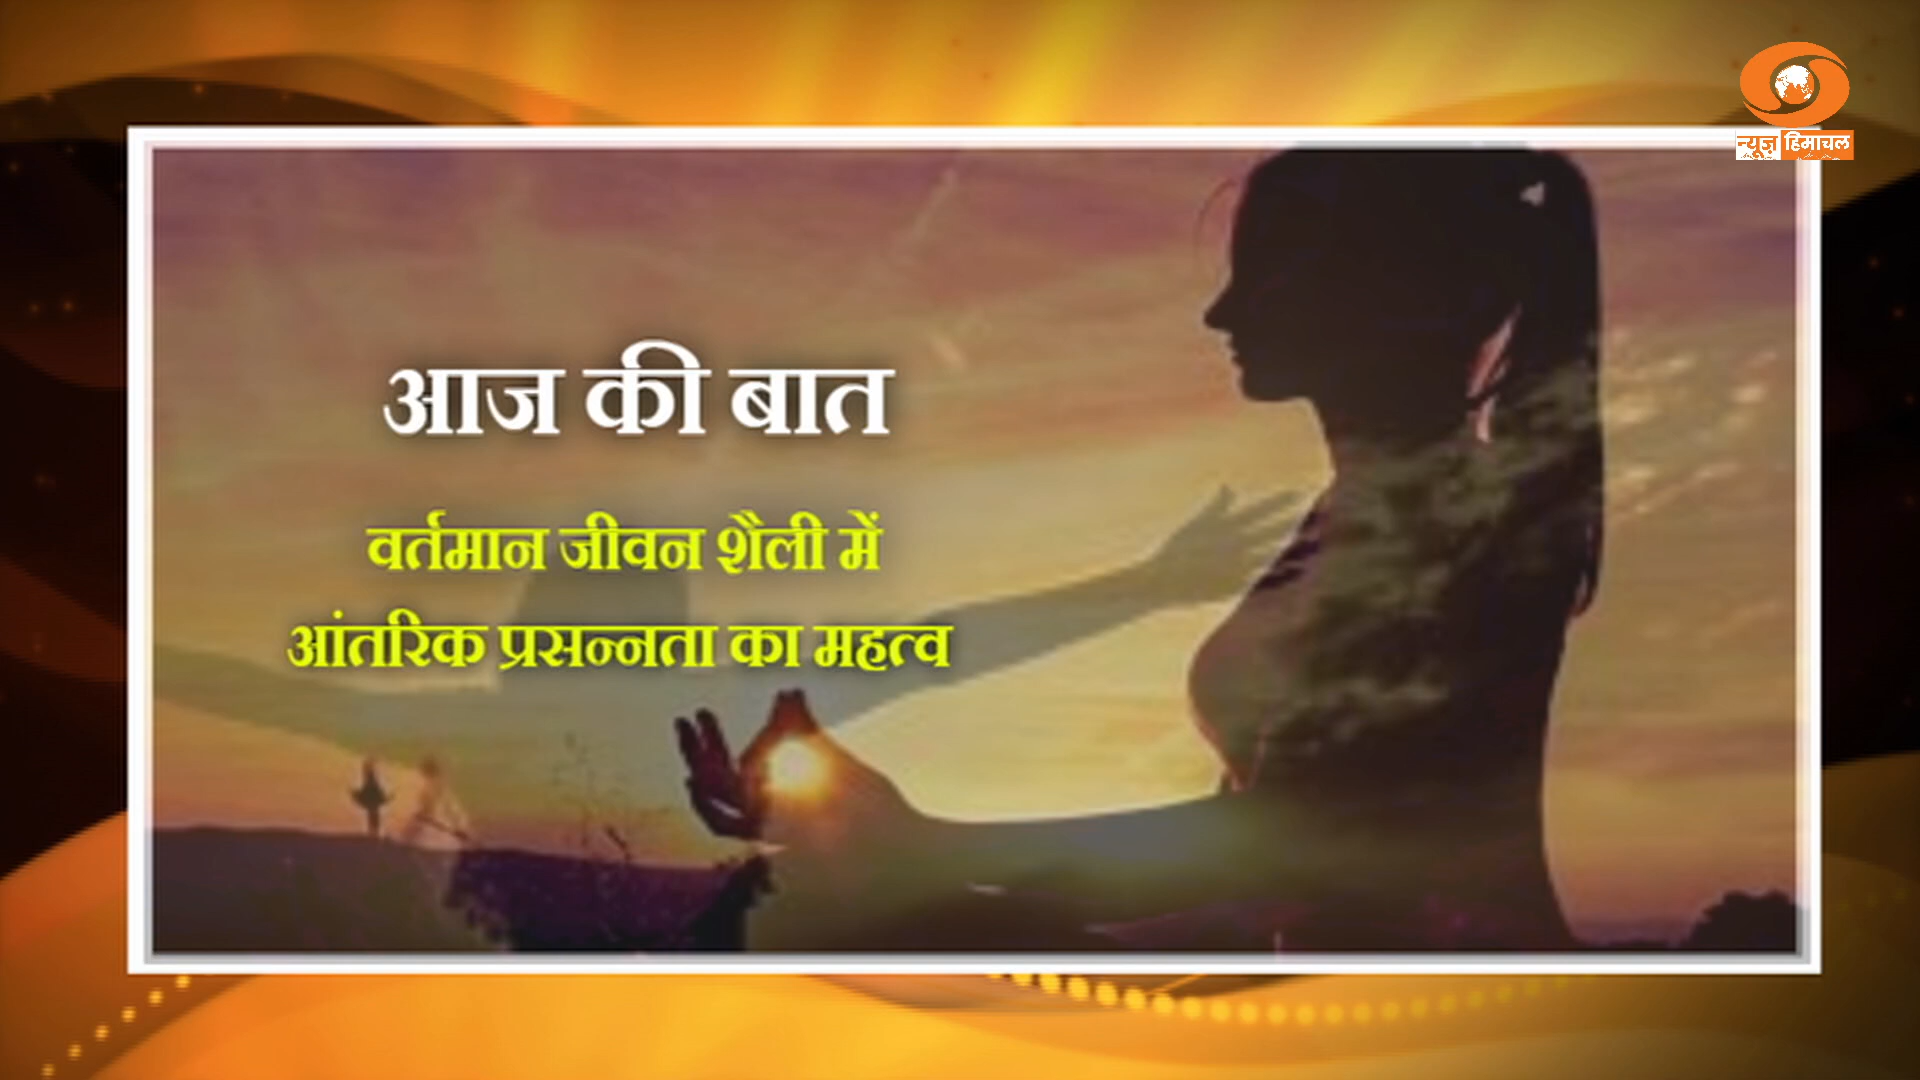 न्यूज़ हिमाचल
आज की बात
वर्तमान जीवन शैली में
आंतरिक प्रसन्नता का महत्व